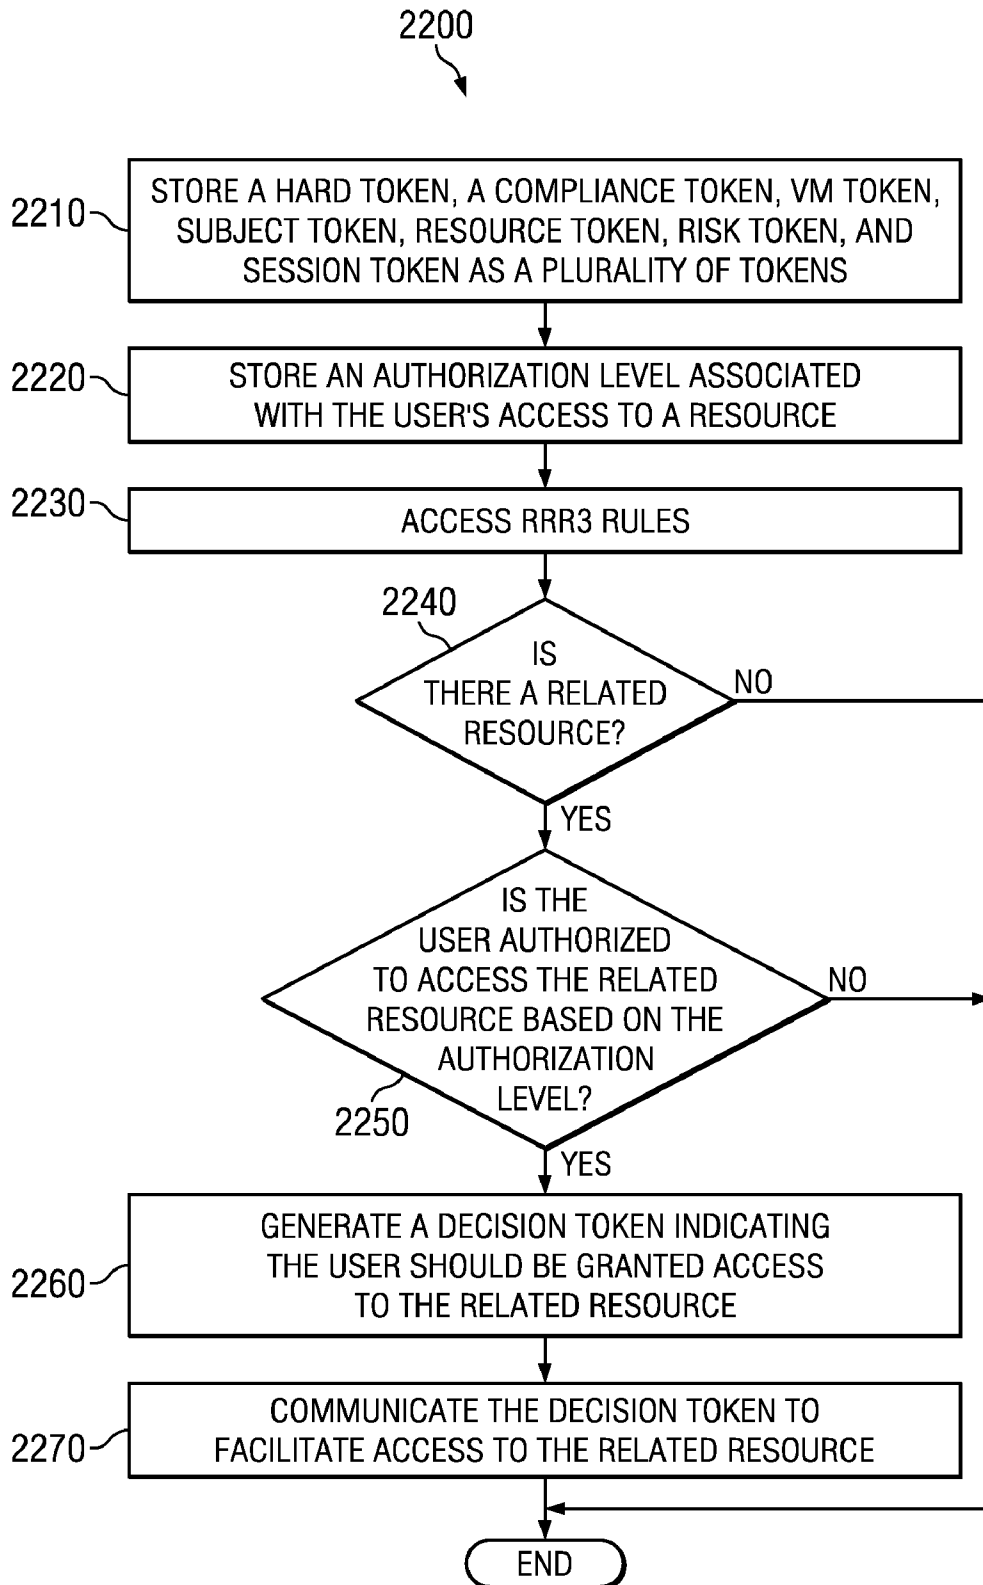 2200
2210
STORE A HARD TOKEN, A COMPLIANCE TOKEN, VM TOKEN,
SUBJECT TOKEN, RESOURCE TOKEN, RISK TOKEN, AND
SESSION TOKEN AS A PLURALITY OF TOKENS
2220
STORE AN AUTHORIZATION LEVEL ASSOCIATED
WITH THE USER'S ACCESS TO A RESOURCE
2230
ACCESS RRR3 RULES
2240
IS
THERE A RELATED
RESOURCE?
NO
YES
IS THE
USER AUTHORIZED
TO ACCESS THE RELATED
RESOURCE BASED ON THE
AUTHORIZATION
LEVEL?
NO
2250
YES
2260
GENERATE A DECISION TOKEN INDICATING
THE USER SHOULD BE GRANTED ACCESS
TO THE RELATED RESOURCE
2270
COMMUNICATE THE DECISION TOKEN TO
FACILITATE ACCESS TO THE RELATED RESOURCE
END